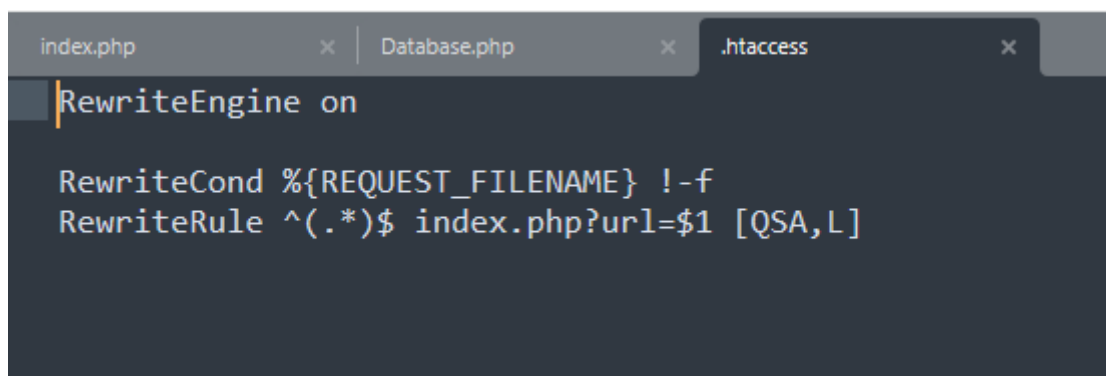 index.php × Database.php × .htaccess ×
RewriteEngine on
RewriteCond %{REQUEST_FILENAME} !-f
RewriteRule ^(.*)$ index.php?url=$1 [QSA,L]